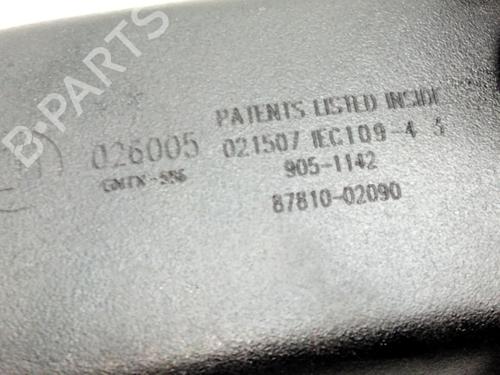 B-PARTS
PATENTS LISTED INSIDE
026005 021507 IEC109-4 5
GNTX-556 905-1142
87810-02090